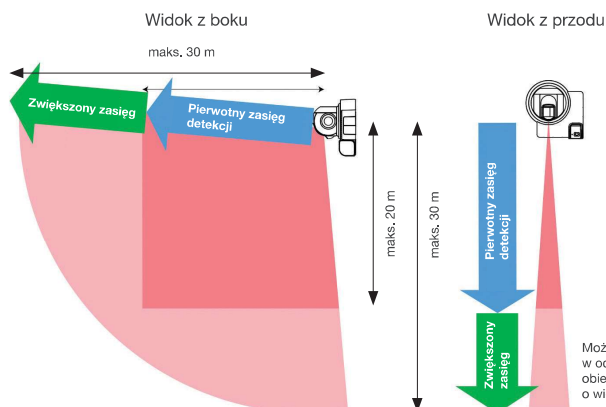 Widok z boku
Widok z przodu
maks. 30 m
Zwiększony zasięg
Pierwotny zasięg
detekcji
maks. 20 m
maks. 30 m
Pierwotny zasięg
detekcji
Zwiększony
zasięg
Moż
w od
obie
o wi